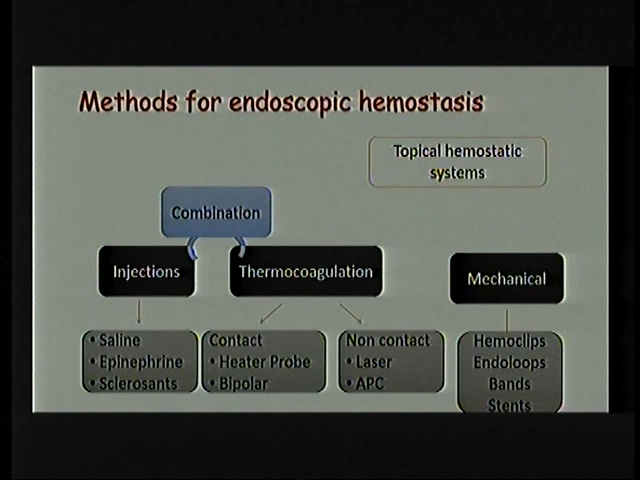 Methods for endoscopic hemostasis
Topical hemostatic
systems
Combination
Injections
Thermocoagulation
Mechanical
• Saline
• Epinephrine
• Sclerosants
Contact
• Heater Probe
• Bipolar
Non contact
• Laser
• APC
Hemoclips
Endoloops
Bands
Stents